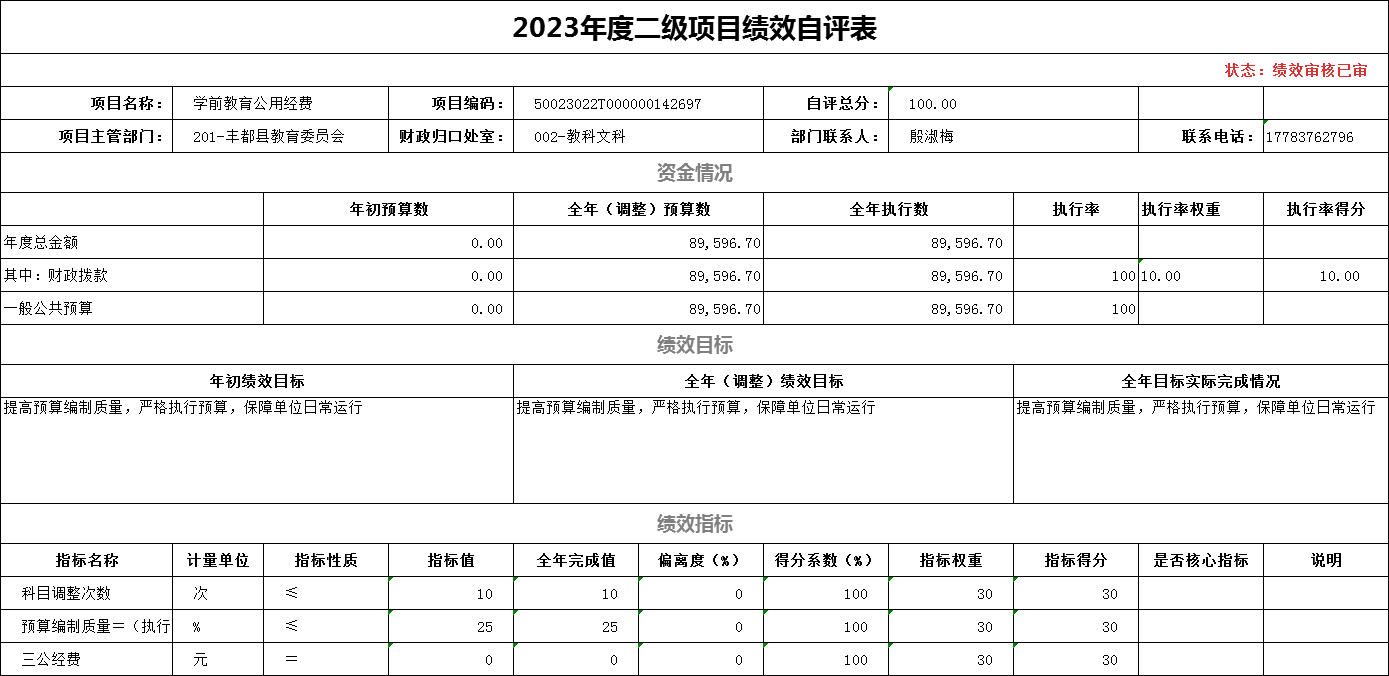 2023年度二级项目绩效自评表
状态：绩效审核已审
项目名称： 学前教育公用经费 项目编码： 50023022T000000142697 自评总分： 100.00
项目主管部门： 201-丰都县教育委员会 财政归口处室： 002-教科文科 部门联系人： 殷淑梅 联系电话： 17783762796
资金情况
年初预算数 全年（调整）预算数 全年执行数 执行率 执行率权重 执行率得分
年度总金额 0.00 89,596.70 89,596.70
其中：财政拨款 0.00 89,596.70 89,596.70 100 10.00 10.00
一般公共预算 0.00 89,596.70 89,596.70 100
绩效目标
年初绩效目标 全年（调整）绩效目标 全年目标实际完成情况
提高预算编制质量，严格执行预算，保障单位日常运行 提高预算编制质量，严格执行预算，保障单位日常运行 提高预算编制质量，严格执行预算，保障单位日常运行
绩效指标
指标名称 计量单位 指标性质 指标值 全年完成值 偏离度（%） 得分系数（%） 指标权重 指标得分 是否核心指标 说明
科目调整次数 次 ≤ 10 10 0 100 30 30
预算编制质量＝（执行 % ≤ 25 25 0 100 30 30
三公经费 元 ＝ 0 0 0 100 30 30